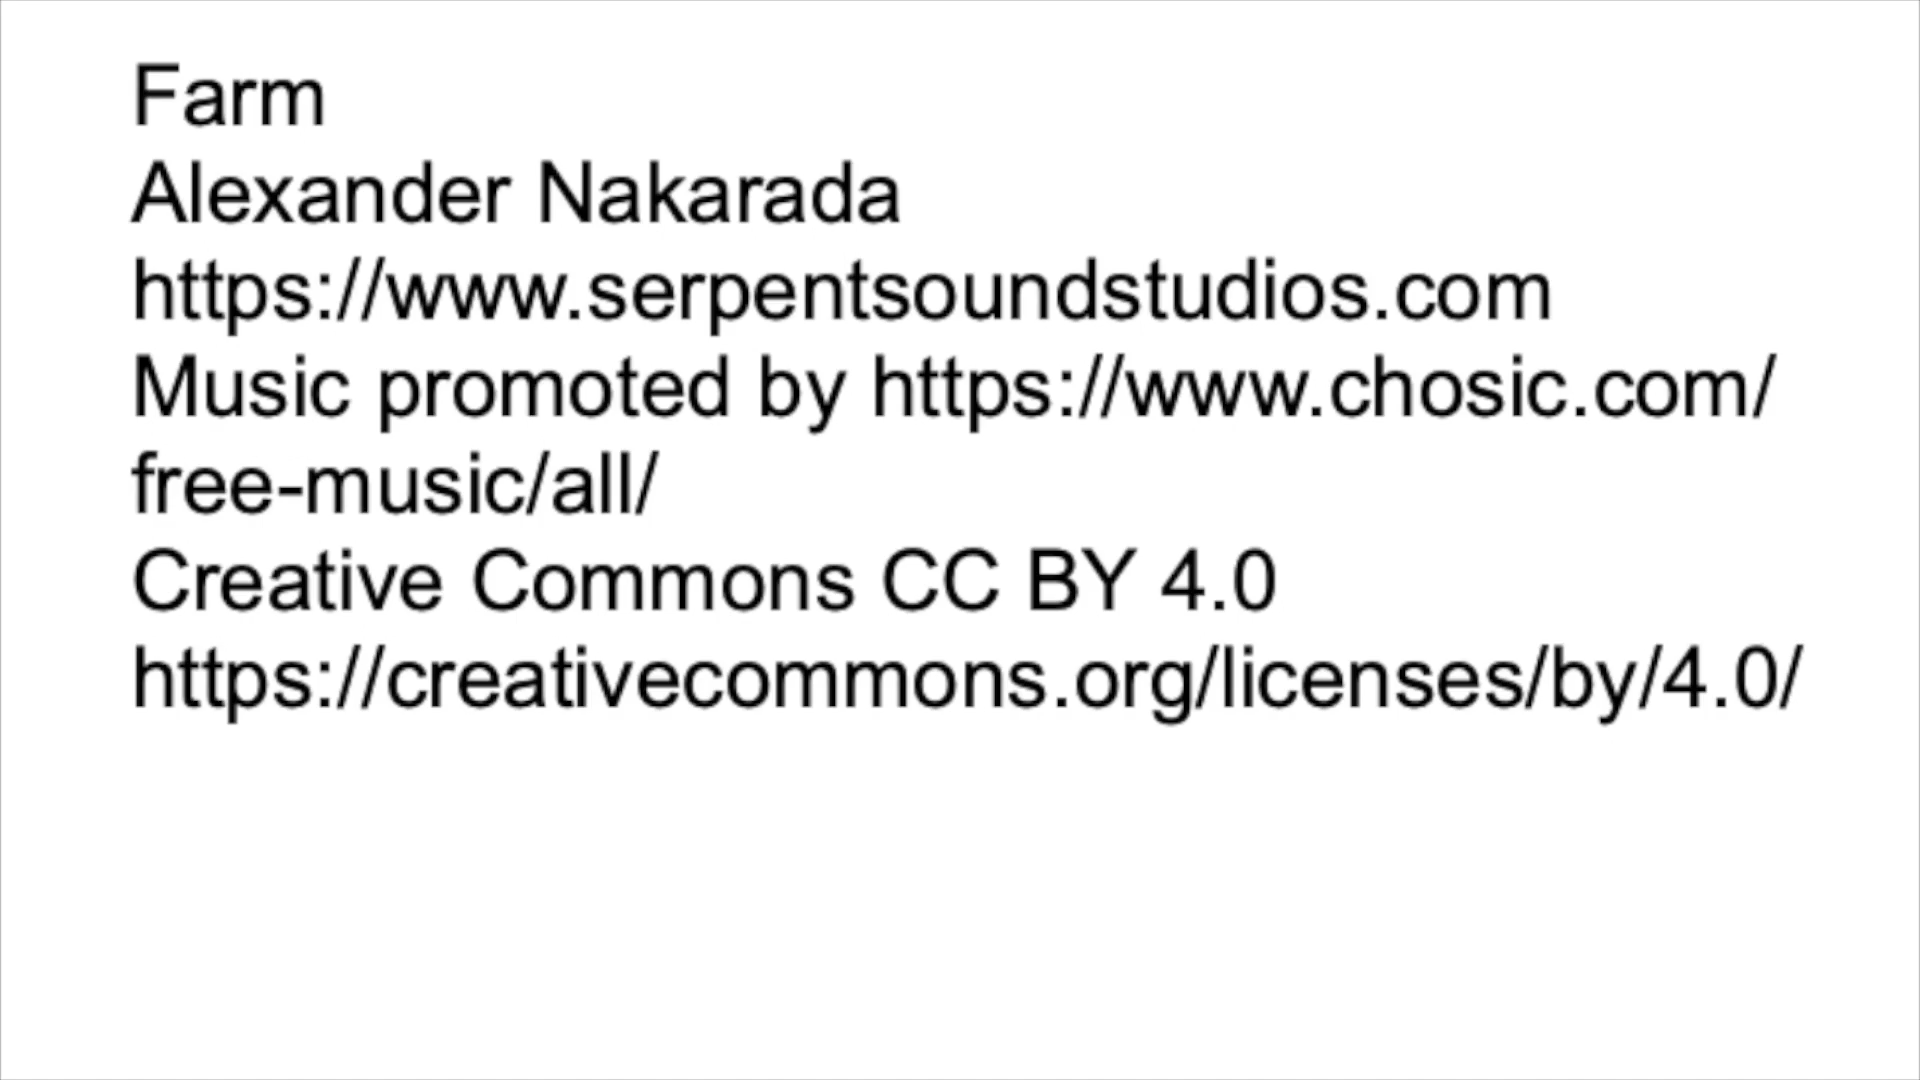 Farm
Alexander Nakarada
https://www.serpentsoundstudios.com
Music promoted by https://www.chosic.com/
free-music/all/
Creative Commons CC BY 4.0
https://creativecommons.org/licenses/by/4.0/